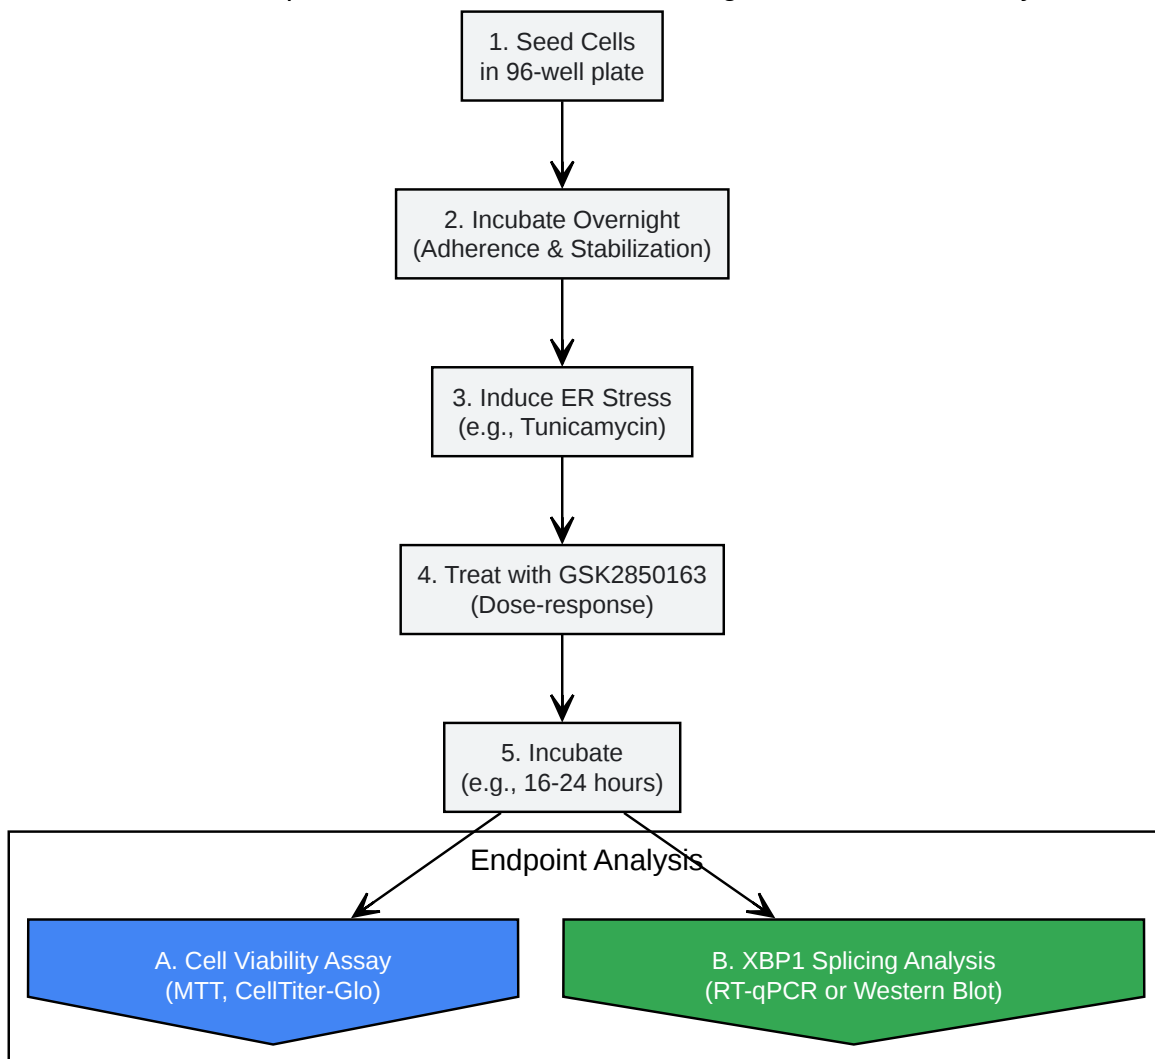 1. Seed Cells
in 96-well plate
2. Incubate Overnight
(Adherence & Stabilization)
3. Induce ER Stress
(e.g., Tunicamycin)
4. Treat with GSK2850163
(Dose-response)
5. Incubate
(e.g., 16-24 hours)
Endpoint Analysis
A. Cell Viability Assay
(MTT, CellTiter-Glo)
B. XBP1 Splicing Analysis
(RT-qPCR or Western Blot)